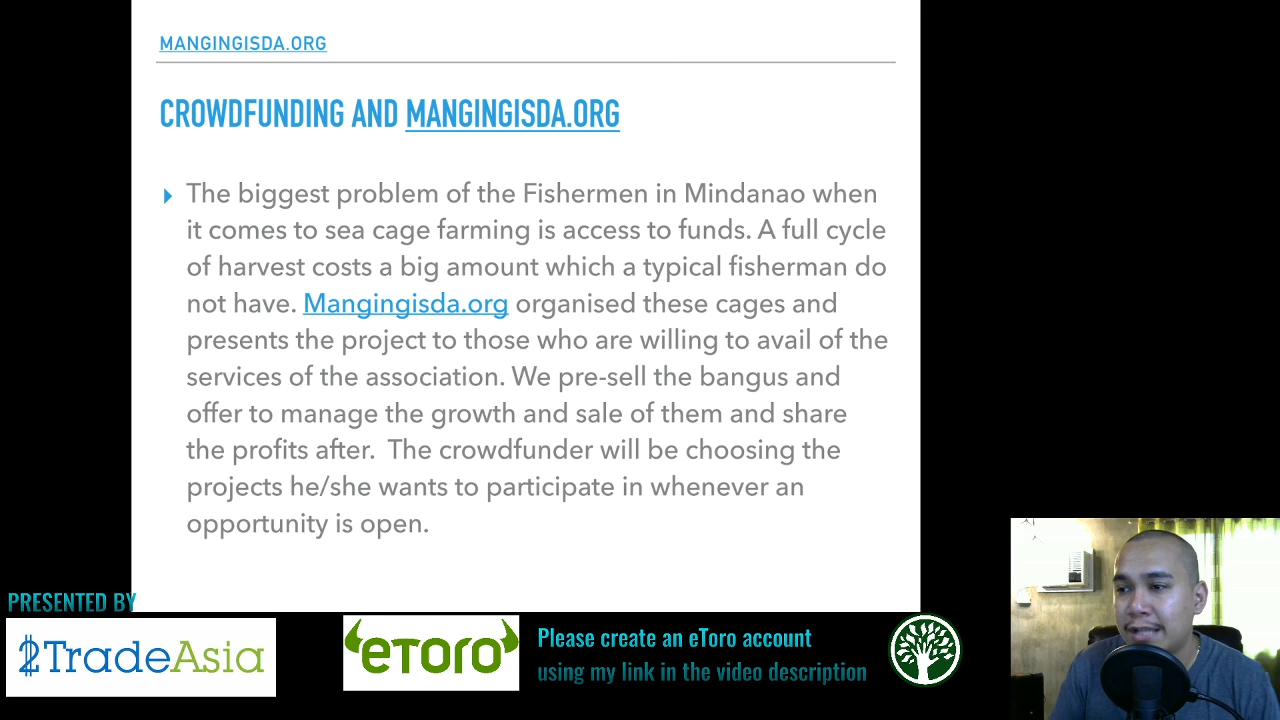 MANGINGISDA.ORG
CROWDFUNDING AND MANGINGISDA.ORG
The biggest problem of the Fishermen in Mindanao when
it comes to sea cage farming is access to funds. A full cycle
of harvest costs a big amount which a typical fisherman do
not have. Mangingisda.org organised these cages and
presents the project to those who are willing to avail of the
services of the association. We pre-sell the bangus and
offer to manage the growth and sale of them and share
the profits after.  The crowdfunder will be choosing the
projects he/she wants to participate in whenever an
opportunity is open.
PRESENTED BY
2TradeAsia
eTORO
Please create an eToro account
using my link in the video description